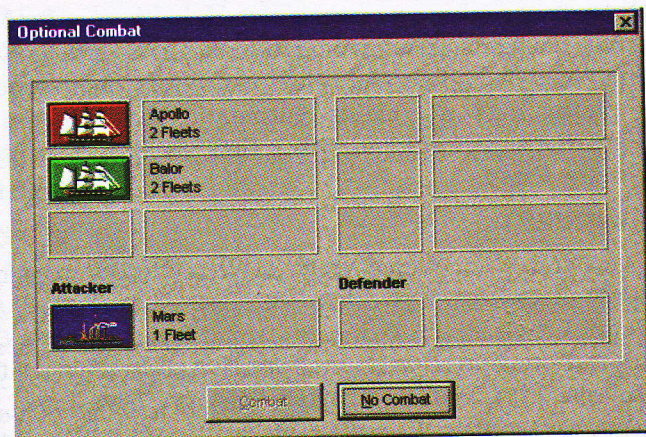 Optional Combat
Apollo
2 Fleets
Balor
2 Fleets
Attacker
Defender
Mars
1 Fleet
Combat
No Combat